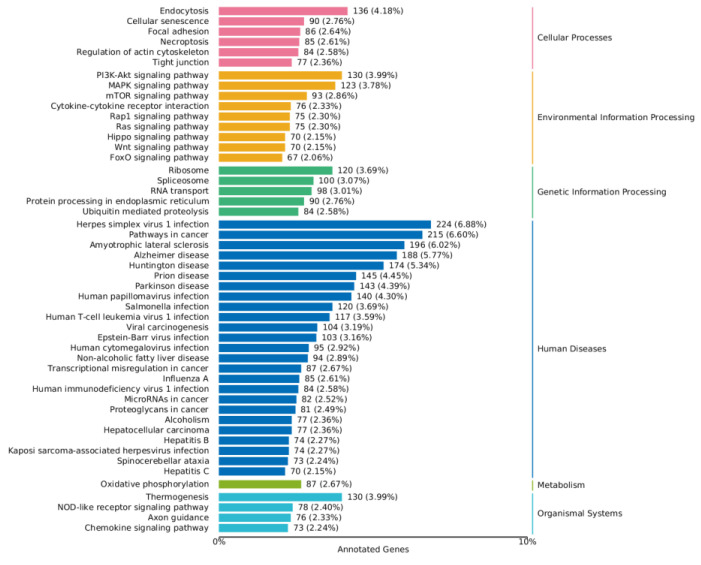 Endocytosis 136 (4.18%)
Cellular senescence 90 (2.76%)
Focal adhesion 86 (2.64%)
Necroptosis 85 (2.61%)
Regulation of actin cytoskeleton 84 (2.58%)
Tight junction 77 (2.36%)
Cellular Processes
PI3K-Akt signaling pathway 130 (3.99%)
MAPK signaling pathway 123 (3.78%)
mTOR signaling pathway 93 (2.86%)
Cytokine-cytokine receptor interaction 76 (2.33%)
Rap1 signaling pathway 75 (2.30%)
Ras signaling pathway 75 (2.30%)
Hippo signaling pathway 70 (2.15%)
Wnt signaling pathway 70 (2.15%)
FoxO signaling pathway 67 (2.06%)
Environmental Information Processing
Ribosome 120 (3.69%)
Spliceosome 100 (3.07%)
RNA transport 98 (3.01%)
Protein processing in endoplasmic reticulum 90 (2.76%)
Ubiquitin mediated proteolysis 84 (2.58%)
Genetic Information Processing
Herpes simplex virus 1 infection 224 (6.88%)
Pathways in cancer 215 (6.60%)
Amyotrophic lateral sclerosis 196 (6.02%)
Alzheimer disease 188 (5.77%)
Huntington disease 174 (5.34%)
Prion disease 145 (4.45%)
Parkinson disease 143 (4.39%)
Human papillomavirus infection 140 (4.30%)
Salmonella infection 120 (3.69%)
Human T-cell leukemia virus 1 infection 117 (3.59%)
Viral carcinogenesis 104 (3.19%)
Epstein-Barr virus infection 103 (3.16%)
Human cytomegalovirus infection 95 (2.92%)
Non-alcoholic fatty liver disease 94 (2.89%)
Transcriptional misregulation in cancer 87 (2.67%)
Influenza A 85 (2.61%)
Human immunodeficiency virus 1 infection 84 (2.58%)
MicroRNAs in cancer 82 (2.52%)
Proteoglycans in cancer 81 (2.49%)
Alcoholism 77 (2.36%)
Hepatocellular carcinoma 77 (2.36%)
Hepatitis B 74 (2.27%)
Kaposi sarcoma-associated herpesvirus infection 74 (2.27%)
Spinocerebellar ataxia 73 (2.24%)
Hepatitis C 70 (2.15%)
Human Diseases
Oxidative phosphorylation 87 (2.67%)
Metabolism
Thermogenesis 130 (3.99%)
NOD-like receptor signaling pathway 78 (2.40%)
Axon guidance 76 (2.33%)
Chemokine signaling pathway 73 (2.24%)
Organismal Systems
0% 10%
Annotated Genes